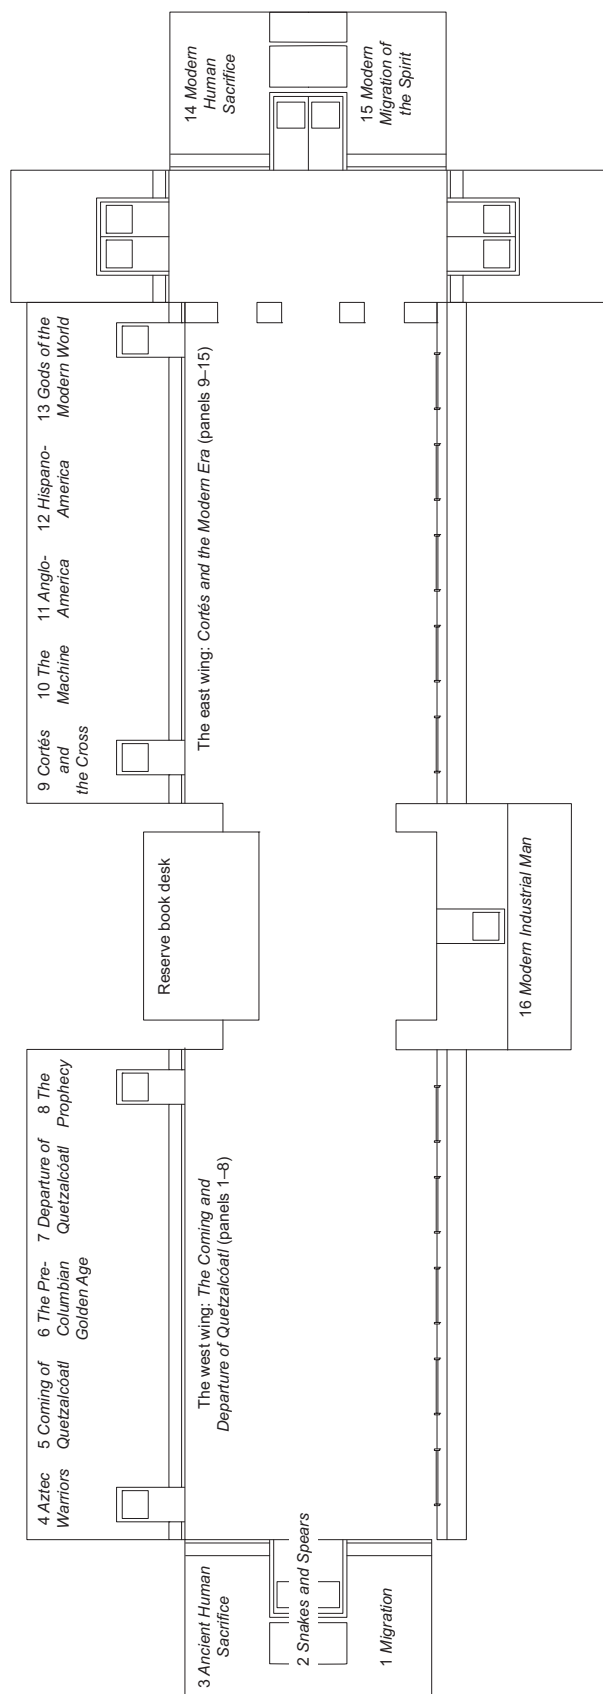 1 Migration
2 Snakes and Spears
3 Ancient Human
Sacrifice
4 Aztec
Warriors
5 Coming of
Quetzalcóatl
6 The Pre-
Columbian
Golden Age
7 Departure of
Quetzalcóatl
8 The
Prophecy
The west wing: The Coming and
Departure of Quetzalcóatl (panels 1–8)
Reserve book desk
9 Cortés
and
the Cross
10 The
Machine
11 Anglo-
America
12 Hispano-
America
13 Gods of the
Modern World
The east wing: Cortés and the Modern Era (panels 9–15)
14 Modern
Human
Sacrifice
15 Modern
Migration of
the Spirit
16 Modern Industrial Man